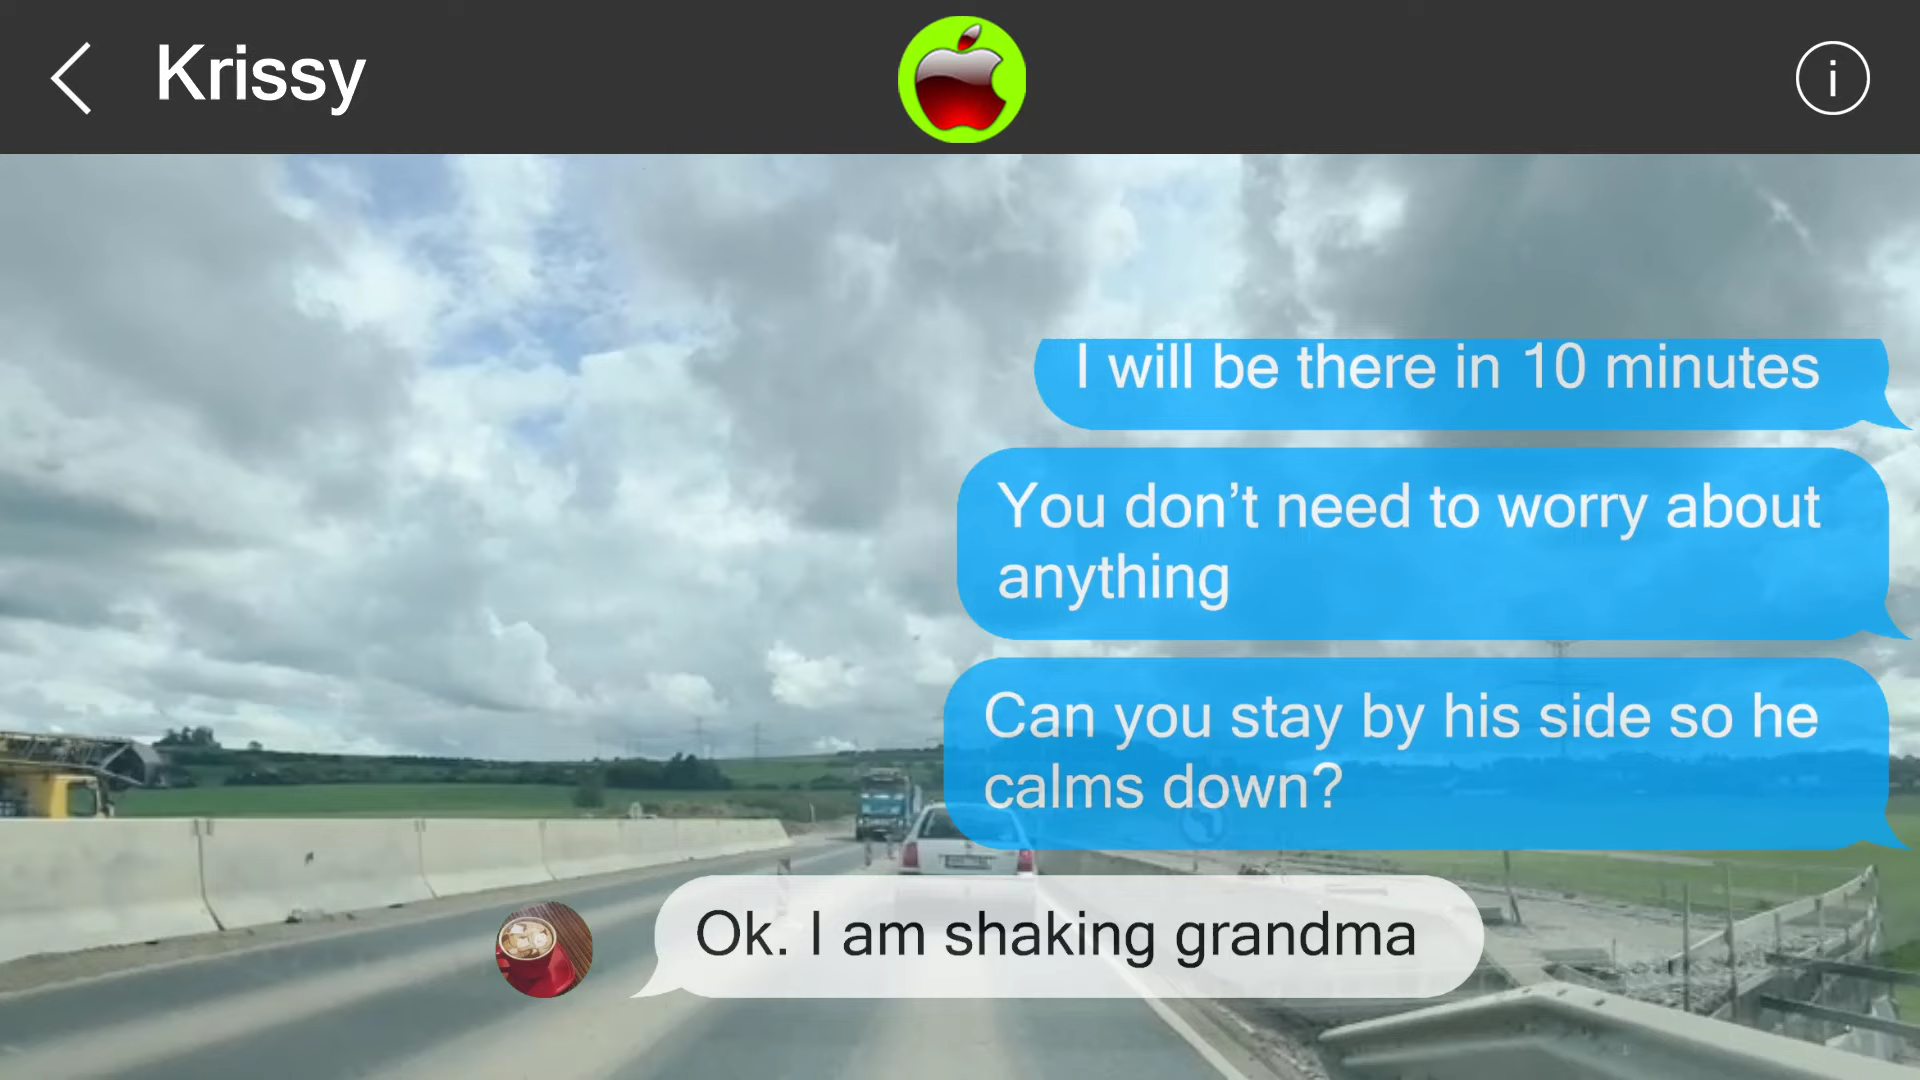 Krissy
i
I will be there in 10 minutes
You don’t need to worry about
anything
Can you stay by his side so he
calms down?
Ok. I am shaking grandma